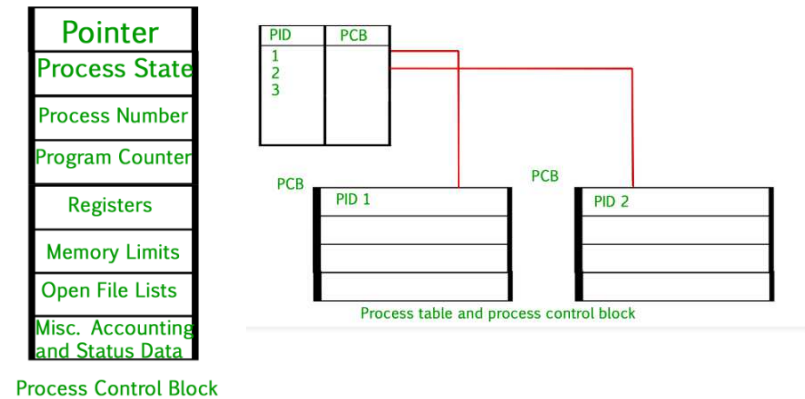 Pointer
Process State
Process Number
Program Counter
Registers
Memory Limits
Open File Lists
Misc. Accounting
and Status Data
Process Control Block
PID PCB
1
2
3
PCB
PID 1
PCB
PID 2
Process table and process control block